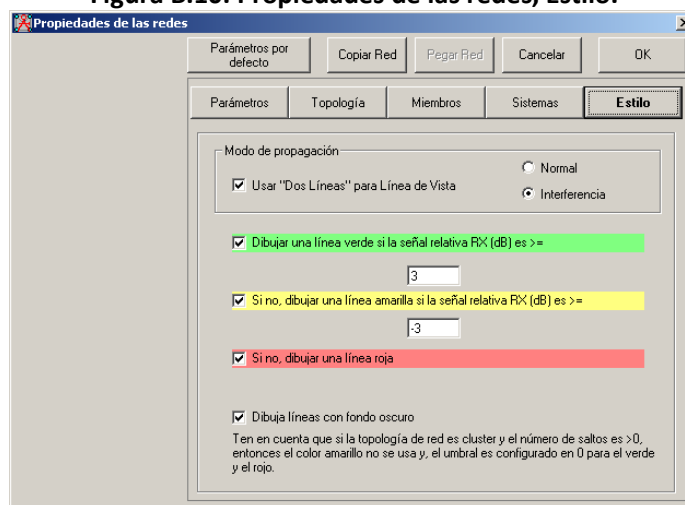 Figura B.10. Propiedades de las redes, Estilo.
Propiedades de las redes
Parámetros por defecto
Copiar Red
Pegar Red
Cancelar
OK
Parámetros
Topología
Miembros
Sistemas
Estilo
Modo de propagación
Usar "Dos Líneas" para Línea de Vista
Normal
Interferencia
Dibujar una línea verde si la señal relativa RX (dB) es >=
3
Si no, dibujar una línea amarilla si la señal relativa RX (dB) es >=
-3
Si no, dibujar una línea roja
Dibuja líneas con fondo oscuro
Ten en cuenta que si la topología de red es cluster y el número de saltos es >0,
entonces el color amarillo no se usa y, el umbral es configurado en 0 para el verde
y el rojo.